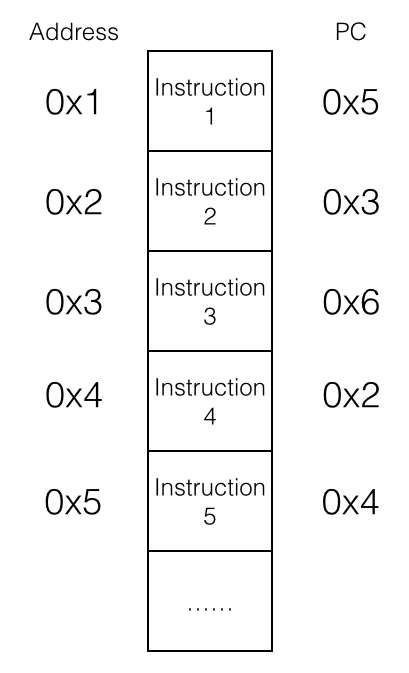 Address PC
0x1 Instruction 1 0x5
0x2 Instruction 2 0x3
0x3 Instruction 3 0x6
0x4 Instruction 4 0x2
0x5 Instruction 5 0x4
......